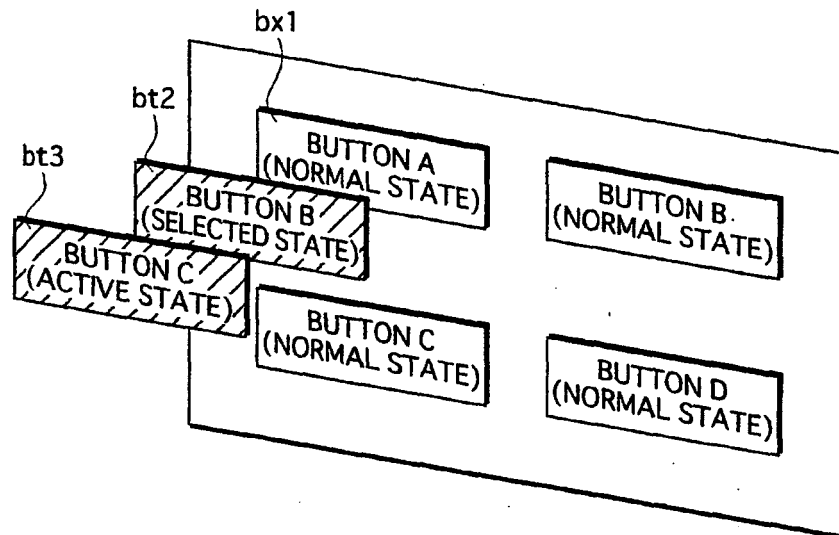 bx1
bt2
bt3
BUTTON A
(NORMAL STATE)
BUTTON B
(NORMAL STATE)
BUTTON B
(SELECTED STATE)
BUTTON C
(ACTIVE STATE)
BUTTON C
(NORMAL STATE)
BUTTON D
(NORMAL STATE)